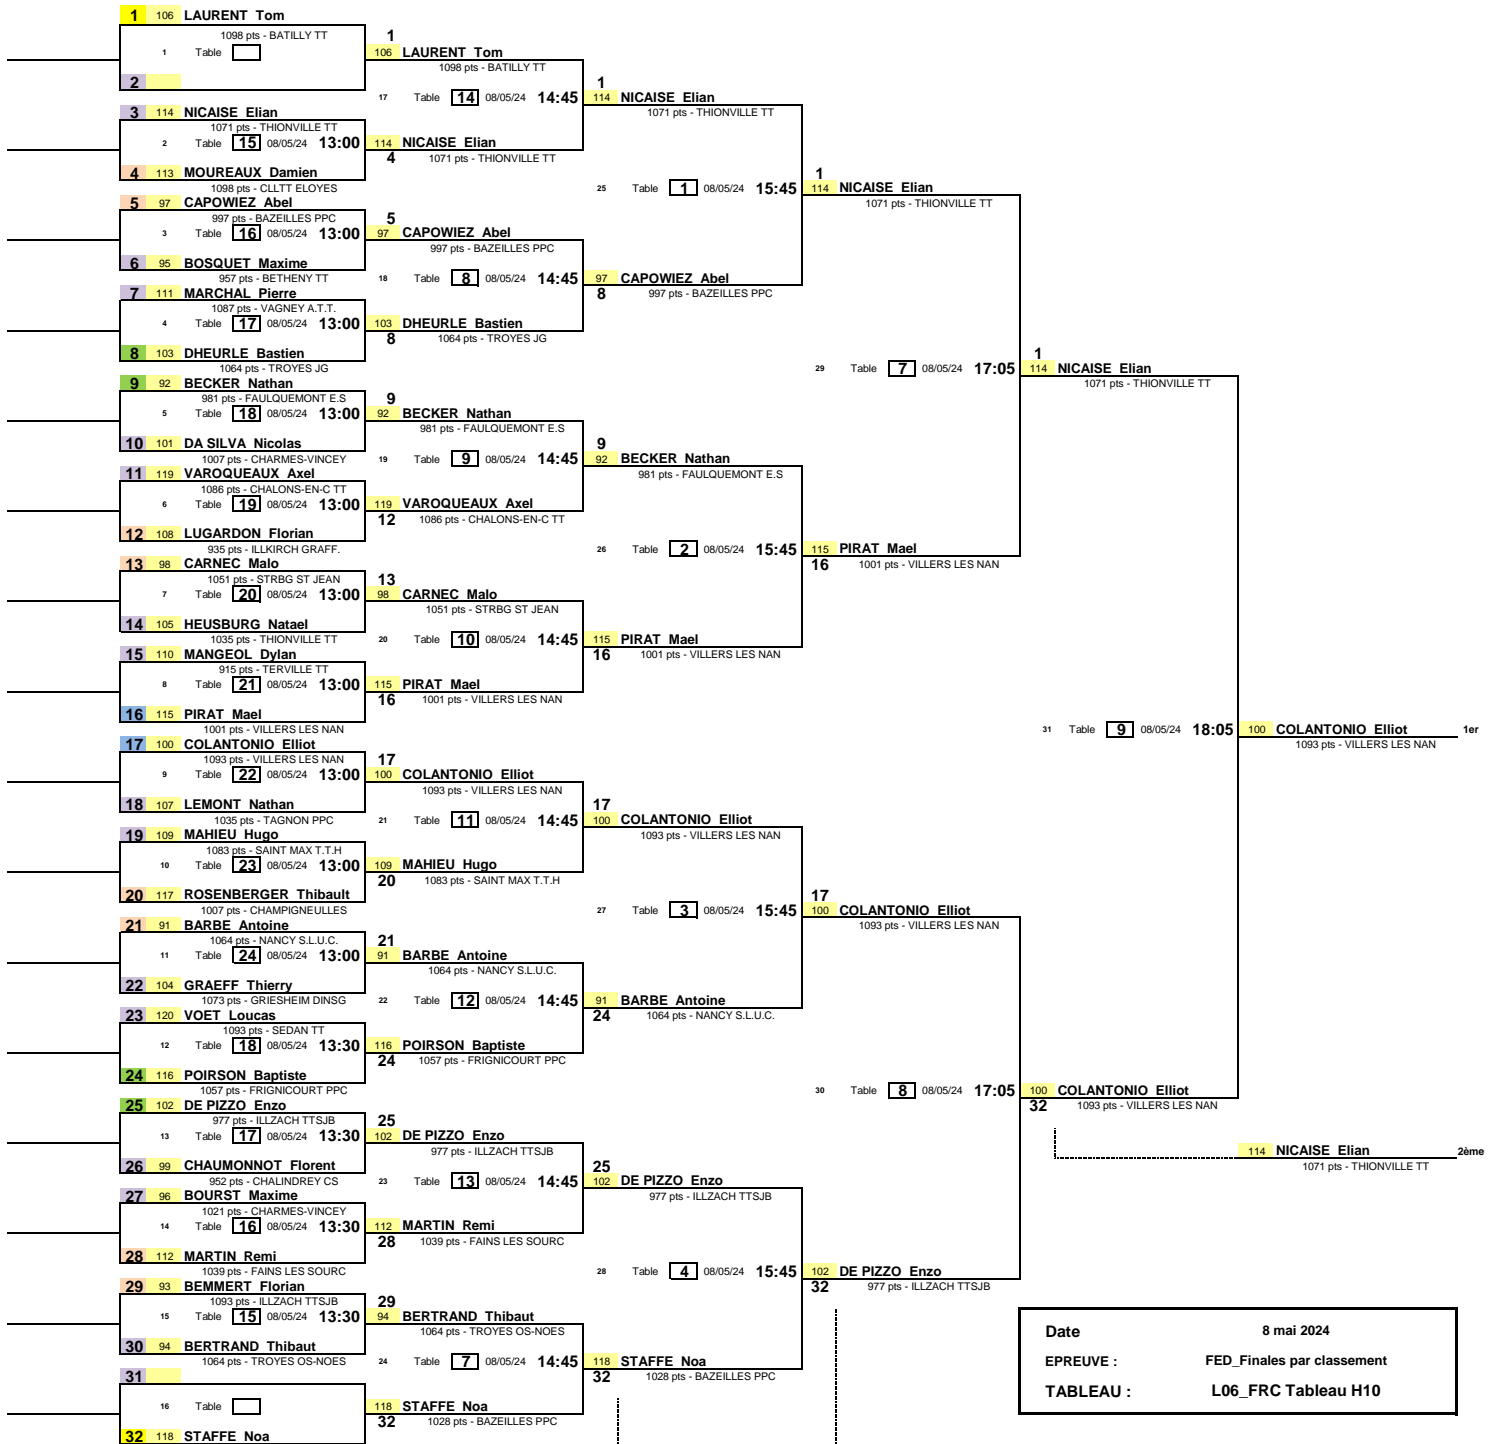 1 106 LAURENT Tom
1098 pts - BATILLY TT
1 Table
2
3 114 NICAISE Elian
1071 pts - THIONVILLE TT
2 Table 15 08/05/24 13:00
4 113 MOUREAUX Damien
1098 pts - CLLTT ELOYES
5 97 CAPOWIEZ Abel
997 pts - BAZEILLES PPC
3 Table 16 08/05/24 13:00
6 95 BOSQUET Maxime
957 pts - BETHENY TT
7 111 MARCHAL Pierre
1087 pts - VAGNEY A.T.T.
4 Table 17 08/05/24 13:00
8 103 DHEURLE Bastien
1064 pts - TROYES JG
9 92 BECKER Nathan
981 pts - FAULQUEMONT E.S
5 Table 18 08/05/24 13:00
10 101 DA SILVA Nicolas
1007 pts - CHARMES-VINCEY
11 119 VAROQUEAUX Axel
1086 pts - CHALONS-EN-C TT
6 Table 19 08/05/24 13:00
12 108 LUGARDON Florian
935 pts - ILLKIRCH GRAFF.
13 98 CARNEC Malo
1051 pts - STRBG ST JEAN
7 Table 20 08/05/24 13:00
14 105 HEUSBURG Natael
1035 pts - THIONVILLE TT
15 110 MANGEOL Dylan
915 pts - TERVILLE TT
8 Table 21 08/05/24 13:00
16 115 PIRAT Mael
1001 pts - VILLERS LES NAN
17 100 COLANTONIO Elliot
1093 pts - VILLERS LES NAN
9 Table 22 08/05/24 13:00
18 107 LEMONT Nathan
1035 pts - TAGNON PPC
19 109 MAHIEU Hugo
1083 pts - SAINT MAX T.T.H
10 Table 23 08/05/24 13:00
20 117 ROSENBERGER Thibault
1007 pts - CHAMPIGNEULLES
21 91 BARBE Antoine
1064 pts - NANCY S.L.U.C.
11 Table 24 08/05/24 13:00
22 104 GRAEFF Thierry
1073 pts - GRIESHEIM DINSG
23 120 VOET Loucas
1093 pts - SEDAN TT
12 Table 18 08/05/24 13:30
24 116 POIRSON Baptiste
1057 pts - FRIGNICOURT PPC
25 102 DE PIZZO Enzo
977 pts - ILLZACH TTSJB
13 Table 17 08/05/24 13:30
26 99 CHAUMONNOT Florent
952 pts - CHALINDREY CS
27 96 BOURST Maxime
1021 pts - CHARMES-VINCEY
14 Table 16 08/05/24 13:30
28 112 MARTIN Remi
1039 pts - FAINS LES SOURC
29 93 BEMMERT Florian
1093 pts - ILLZACH TTSJB
15 Table 15 08/05/24 13:30
30 94 BERTRAND Thibaut
1064 pts - TROYES OS-NOES
31
16 Table
32 118 STAFFE Noa
1
106 LAURENT Tom
1098 pts - BATILLY TT
17 Table 14 08/05/24 14:45
114 NICAISE Elian
4 1071 pts - THIONVILLE TT
5
97 CAPOWIEZ Abel
997 pts - BAZEILLES PPC
18 Table 8 08/05/24 14:45
103 DHEURLE Bastien
8 1064 pts - TROYES JG
9
92 BECKER Nathan
981 pts - FAULQUEMONT E.S
19 Table 9 08/05/24 14:45
119 VAROQUEAUX Axel
12 1086 pts - CHALONS-EN-C TT
13
98 CARNEC Malo
1051 pts - STRBG ST JEAN
20 Table 10 08/05/24 14:45
115 PIRAT Mael
16 1001 pts - VILLERS LES NAN
17
100 COLANTONIO Elliot
1093 pts - VILLERS LES NAN
21 Table 11 08/05/24 14:45
109 MAHIEU Hugo
20 1083 pts - SAINT MAX T.T.H
21
91 BARBE Antoine
1064 pts - NANCY S.L.U.C.
22 Table 12 08/05/24 14:45
116 POIRSON Baptiste
24 1057 pts - FRIGNICOURT PPC
25
102 DE PIZZO Enzo
977 pts - ILLZACH TTSJB
23 Table 13 08/05/24 14:45
112 MARTIN Remi
28 1039 pts - FAINS LES SOURC
29
94 BERTRAND Thibaut
1064 pts - TROYES OS-NOES
24 Table 7 08/05/24 14:45
118 STAFFE Noa
32 1028 pts - BAZEILLES PPC
1
114 NICAISE Elian
1071 pts - THIONVILLE TT
25 Table 1 08/05/24 15:45
97 CAPOWIEZ Abel
8 997 pts - BAZEILLES PPC
9
92 BECKER Nathan
981 pts - FAULQUEMONT E.S
26 Table 2 08/05/24 15:45
115 PIRAT Mael
16 1001 pts - VILLERS LES NAN
17
100 COLANTONIO Elliot
1093 pts - VILLERS LES NAN
27 Table 3 08/05/24 15:45
91 BARBE Antoine
24 1064 pts - NANCY S.L.U.C.
25
102 DE PIZZO Enzo
977 pts - ILLZACH TTSJB
28 Table 4 08/05/24 15:45
118 STAFFE Noa
32 1028 pts - BAZEILLES PPC
1
114 NICAISE Elian
1071 pts - THIONVILLE TT
29 Table 7 08/05/24 17:05
115 PIRAT Mael
16 1001 pts - VILLERS LES NAN
17
100 COLANTONIO Elliot
1093 pts - VILLERS LES NAN
30 Table 8 08/05/24 17:05
102 DE PIZZO Enzo
32 977 pts - ILLZACH TTSJB
1
114 NICAISE Elian
1071 pts - THIONVILLE TT
31 Table 9 08/05/24 18:05
100 COLANTONIO Elliot
32 1093 pts - VILLERS LES NAN
100 COLANTONIO Elliot 1er
1093 pts - VILLERS LES NAN
114 NICAISE Elian 2ème
1071 pts - THIONVILLE TT
Date 8 mai 2024
EPREUVE : FED_Finales par classement
TABLEAU : L06_FRC Tableau H10